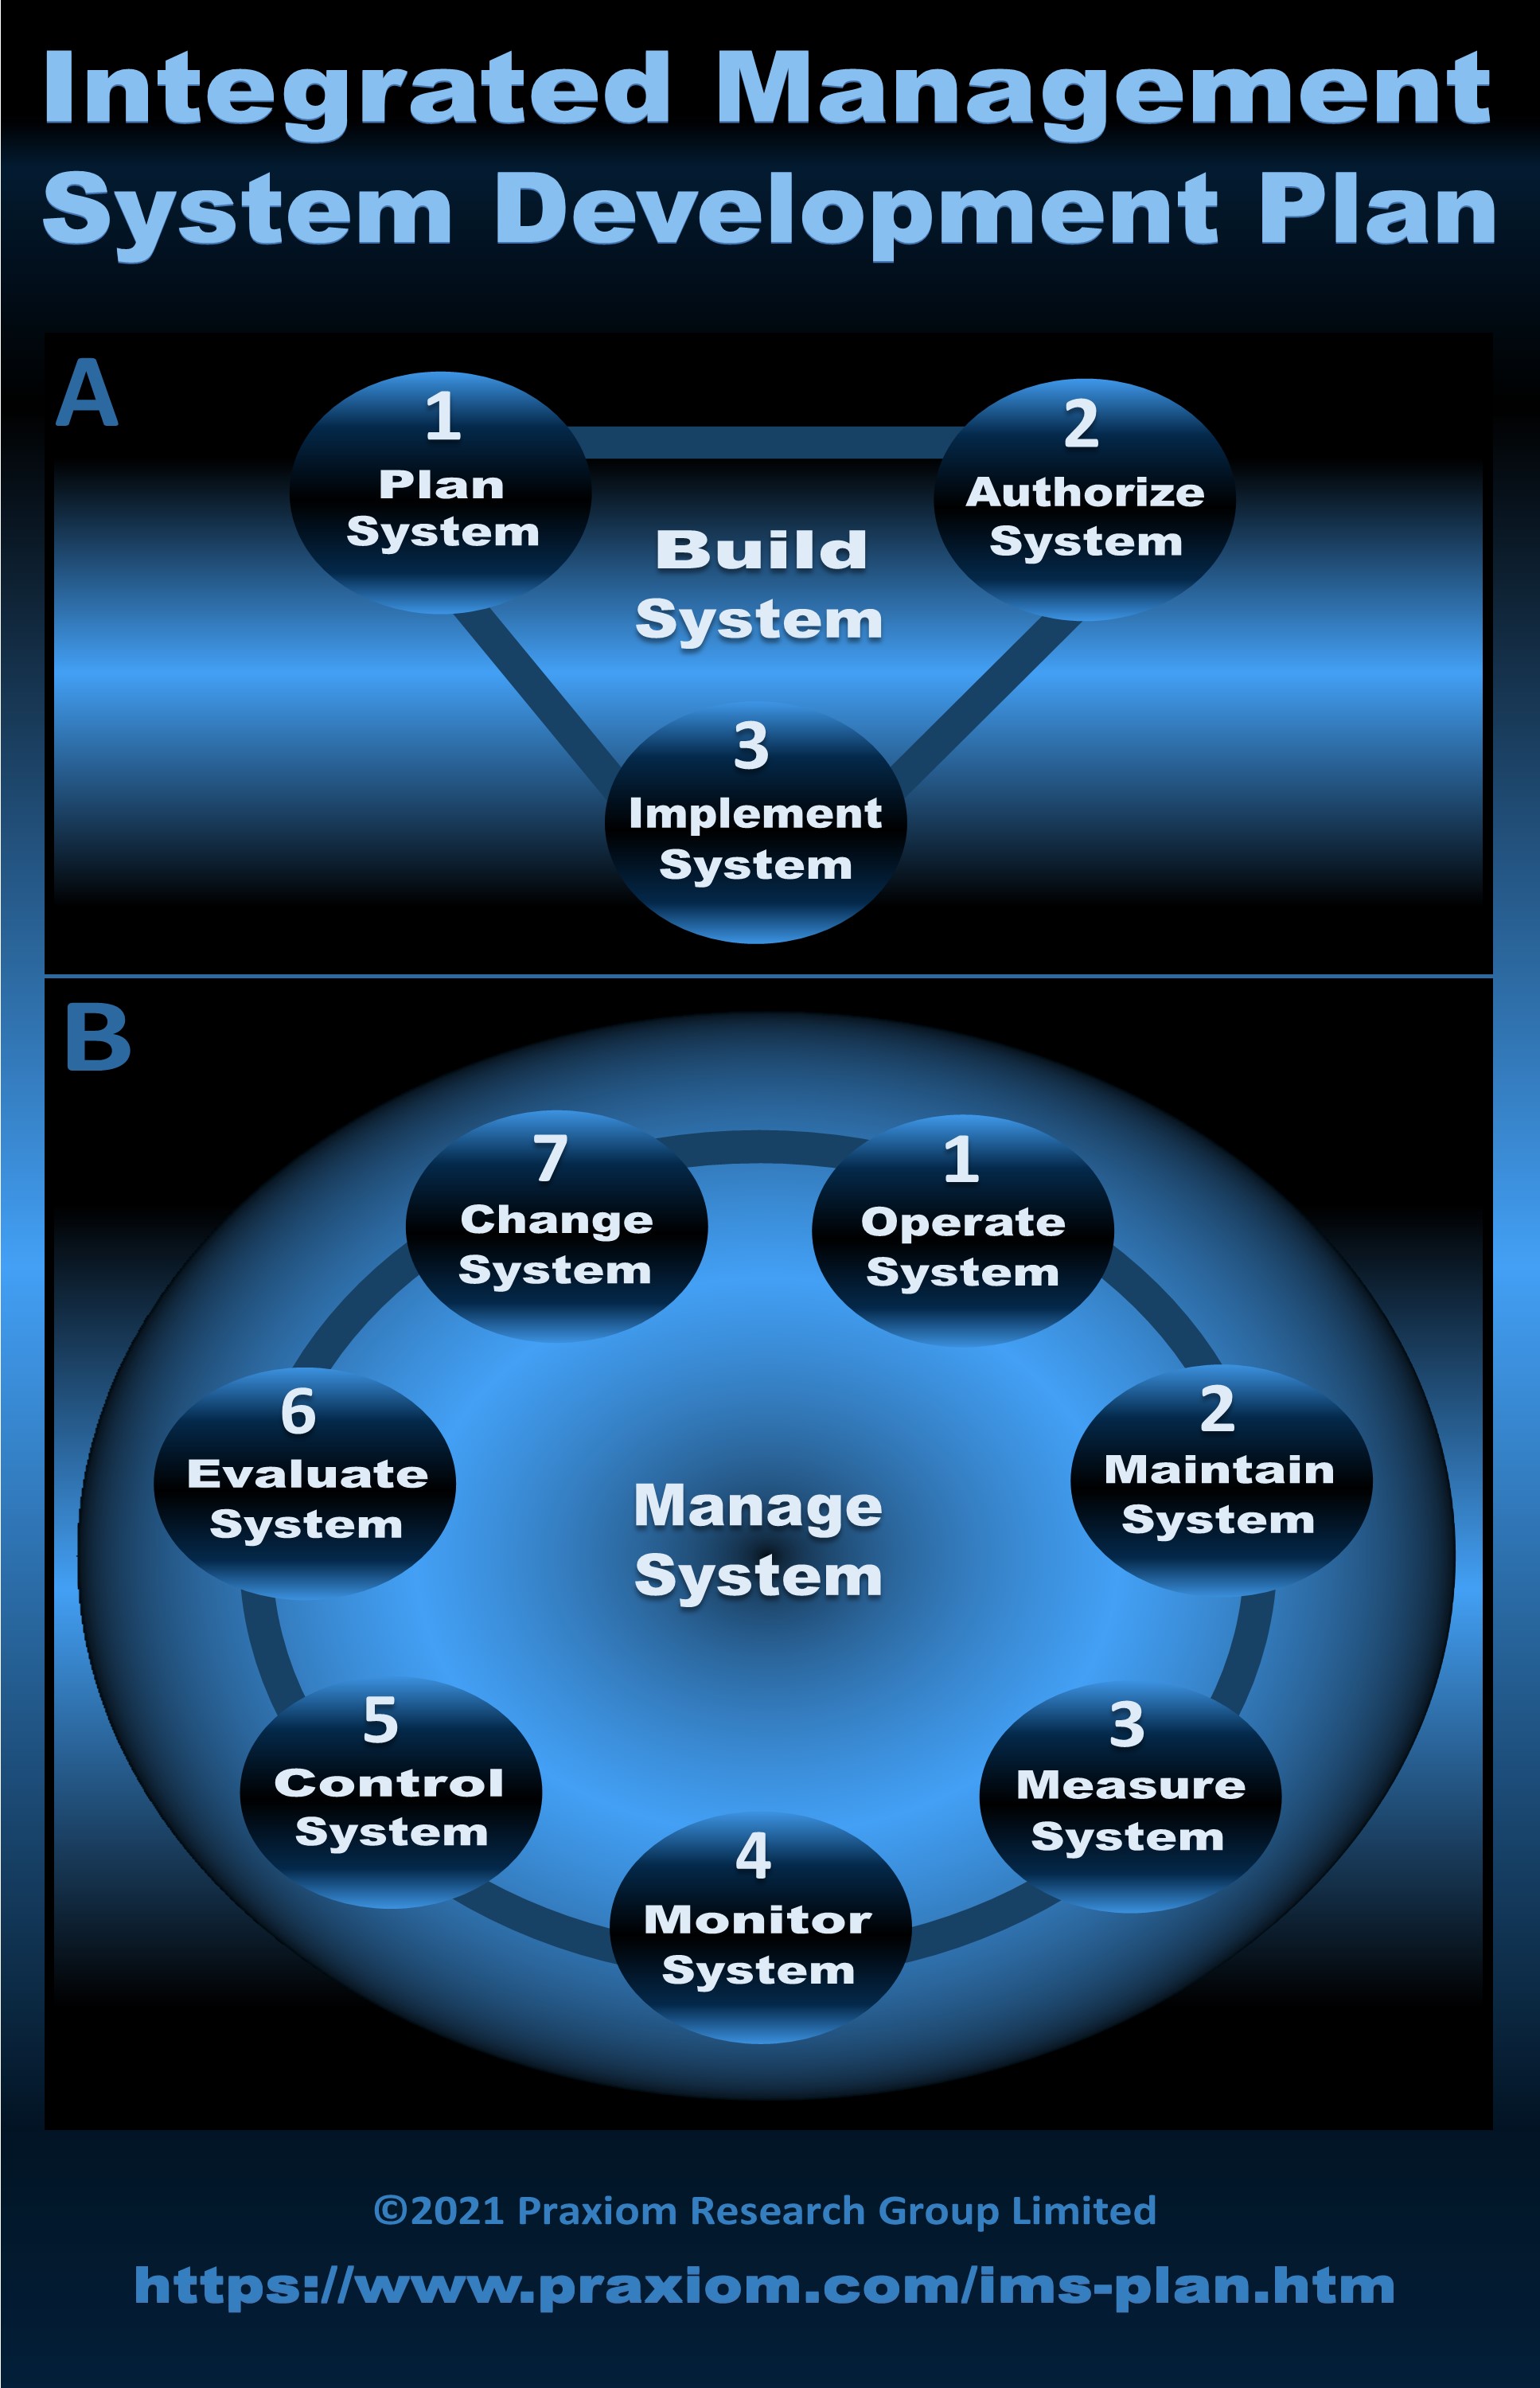 Integrated Management
System Development Plan
A
1
Plan
System
2
Authorize
System
Build
System
3
Implement
System
B
7
Change
System
1
Operate
System
6
Evaluate
System
2
Maintain
System
Manage
System
5
Control
System
3
Measure
System
4
Monitor
System
©2021 Praxiom Research Group Limited
https://www.praxiom.com/ims-plan.htm